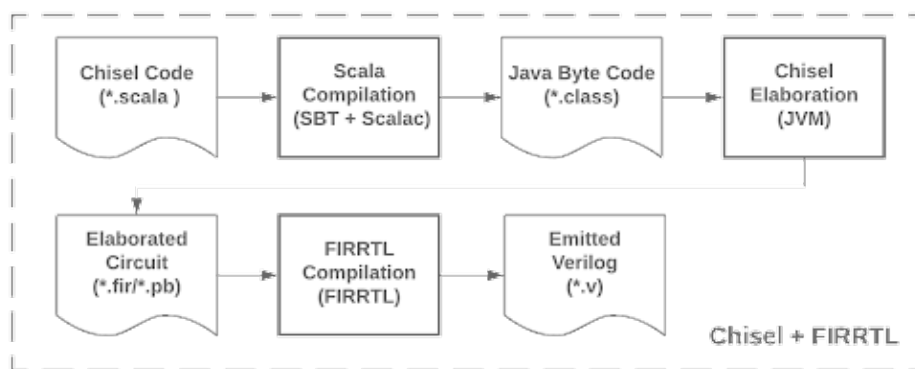 Chisel Code
(*.scala )
Scala
Compilation
(SBT + Scalac)
Java Byte Code
(*.class)
Chisel
Elaboration
(JVM)
Elaborated
Circuit
(*.fir/*.pb)
FIRRTL
Compilation
(FIRRTL)
Emitted
Verilog
(*.v)
Chisel + FIRRTL